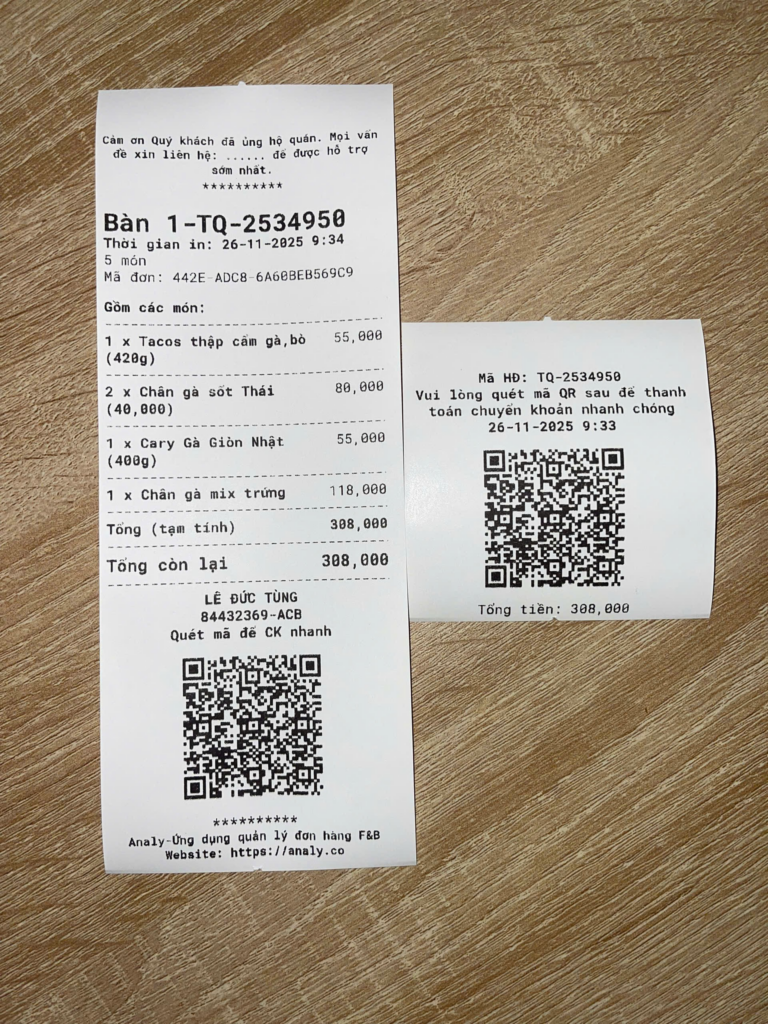 Cảm ơn Quý khách đã ủng hộ quán. Mọi vấn
đề xin liên hệ: ...... để được hỗ trợ
sớm nhất.
**********
Bàn 1-TQ-2534950
Thời gian in: 26-11-2025 9:34
5 món
Mã đơn: 442E-ADC8-6A60BEB569C9
Gồm các món:
1 x Tacos thập cẩm gà,bò 55,000
(420g)
2 x Chân gà sốt Thái 80,000
(40,000)
1 x Cary Gà Giòn Nhật 55,000
(400g)
1 x Chân gà mix trứng 118,000
Tổng (tạm tính) 308,000
Tổng còn lại 308,000
LÊ ĐỨC TÙNG
84432369-ACB
Quét mã để CK nhanh
**********
Analy-Ứng dụng quản lý đơn hàng F&B
Website: https://analy.co
Mã HĐ: TQ-2534950
Vui lòng quét mã QR sau để thanh
toán chuyển khoản nhanh chóng
26-11-2025 9:33
Tổng tiền: 308,000